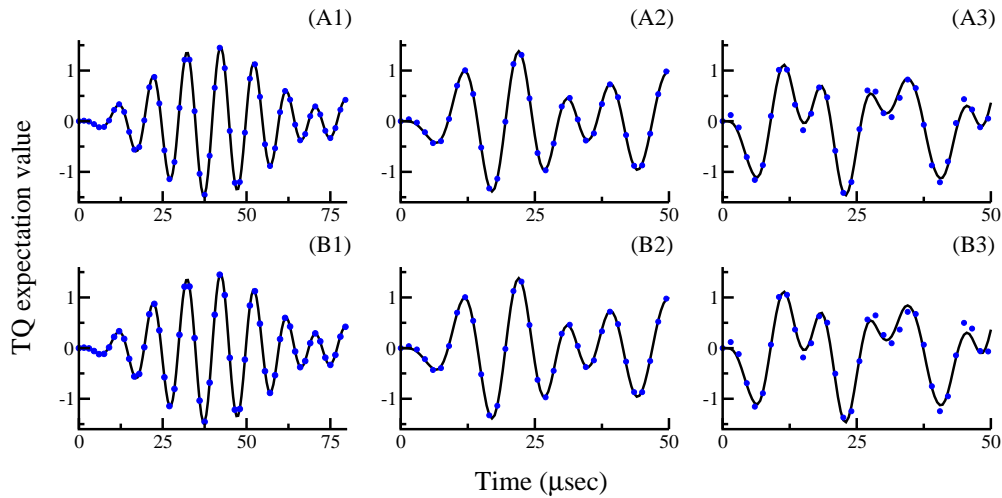 (A1) (A2) (A3)
1 1 1
0 0 0
-1 -1 -1
0 25 50 75 0 25 50 0 25 50
(B1) (B2) (B3)
1 1 1
0 0 0
-1 -1 -1
0 25 50 75 0 25 50 0 25 50
TQ expectation value
Time (μsec)